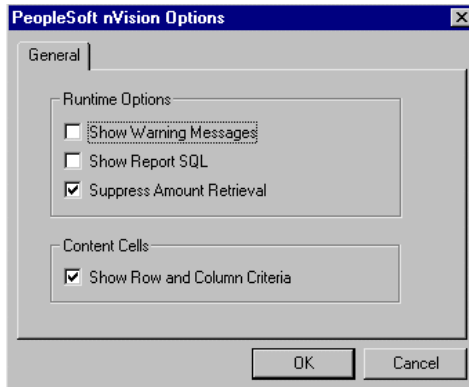 PeopleSoft nVision Options
General
Runtime Options
Show Warning Messages
Show Report SQL
Suppress Amount Retrieval
Content Cells
Show Row and Column Criteria
OK Cancel